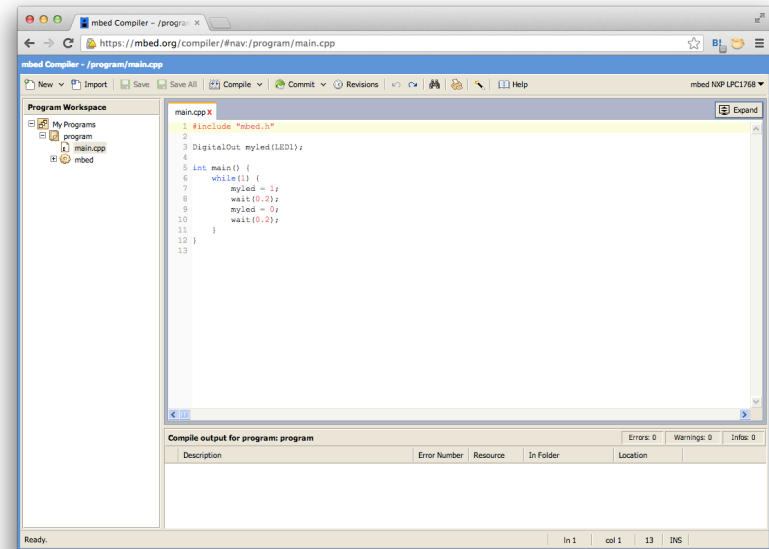 mbed Compiler - /program
https://mbed.org/compiler/#nav:/program/main.cpp
mbed Compiler - /program/main.cpp
New Import Save Save All Compile Commit Revisions Help mbed NXP LPC1768
Program Workspace
My Programs
program
main.cpp
mbed
main.cpp X
Expand
1 #include "mbed.h"
2
3 DigitalOut myled(LED1);
4
5 int main() {
6 while(1) {
7 myled = 1;
8 wait(0.2);
9 myled = 0;
10 wait(0.2);
11 }
12 }
13
Compile output for program: program Errors: 0 Warnings: 0 Infos: 0
Description Error Number Resource In Folder Location
Ready. ln 1 col 1 13 INS